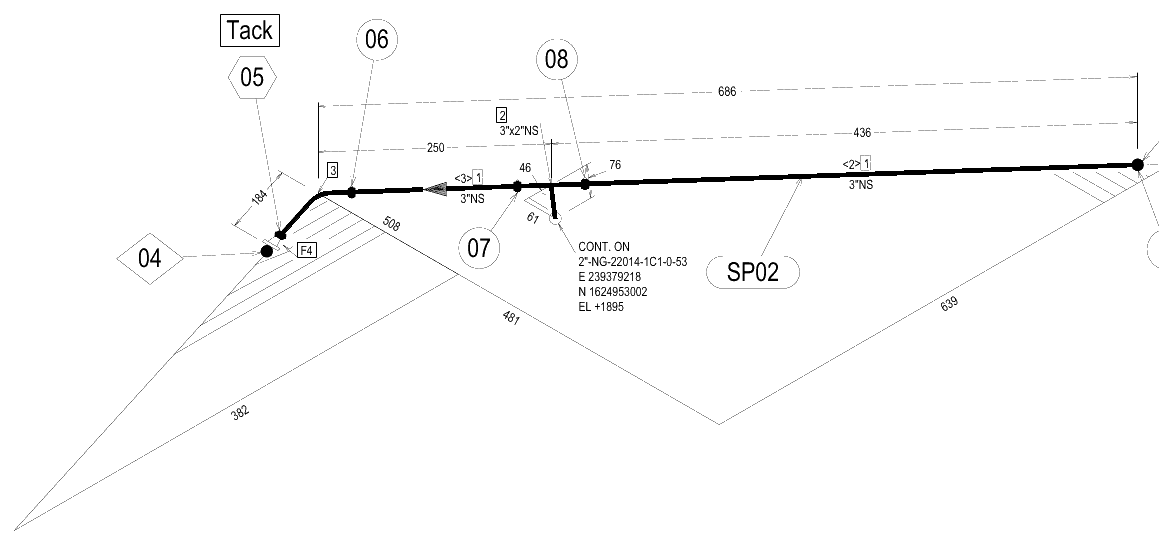 Tack
05
06
08
686
2
3"x2"NS
436
250
3
<3> 1
3"NS
46
76
<2> 1
3"NS
184
508
61
F4
04
07
CONT. ON
2"-NG-22014-1C1-0-53
E 239379218
N 1624953002
EL +1895
SP02
481
639
382